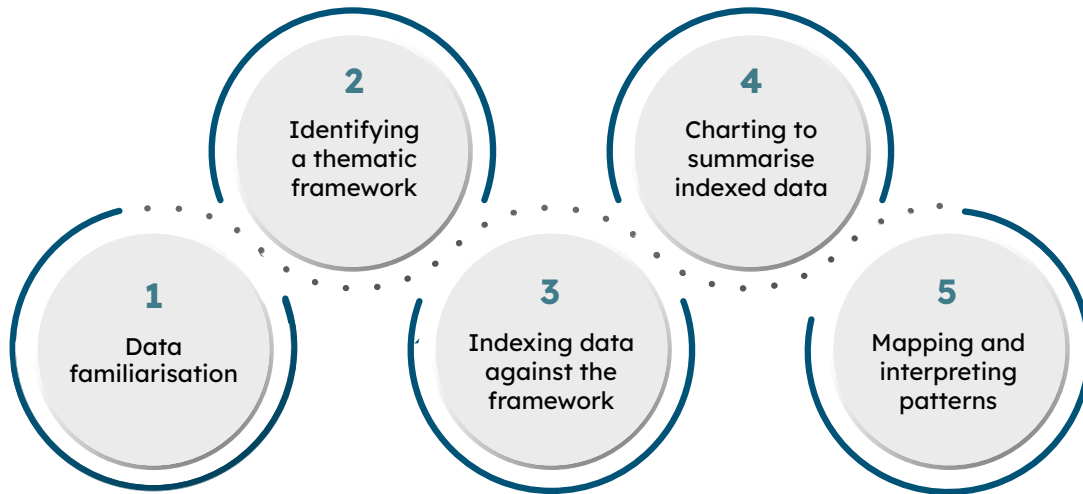 1
Data
familiarisation
2
Identifying
a thematic
framework
3
Indexing data
against the
framework
4
Charting to
summarise
indexed data
5
Mapping and
interpreting
patterns